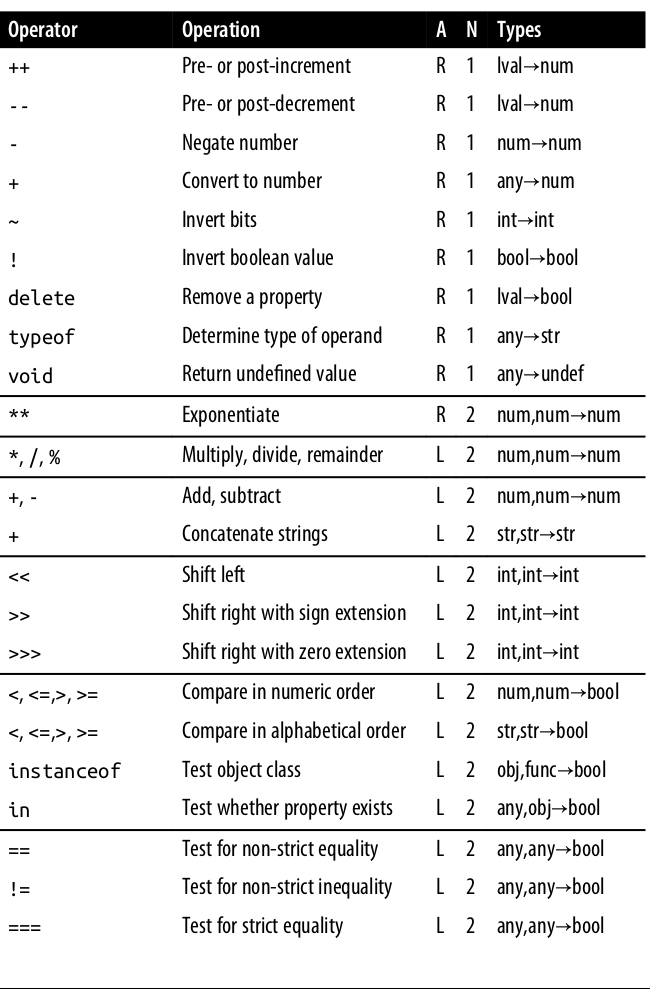 Operator Operation A N Types
++ Pre- or post-increment R 1 lval→num
-- Pre- or post-decrement R 1 lval→num
- Negate number R 1 num→num
+ Convert to number R 1 any→num
~ Invert bits R 1 int→int
! Invert boolean value R 1 bool→bool
delete Remove a property R 1 lval→bool
typeof Determine type of operand R 1 any→str
void Return undefined value R 1 any→undef
** Exponentiate R 2 num,num→num
*, /, % Multiply, divide, remainder L 2 num,num→num
+, - Add, subtract L 2 num,num→num
+ Concatenate strings L 2 str,str→str
<< Shift left L 2 int,int→int
>> Shift right with sign extension L 2 int,int→int
>>> Shift right with zero extension L 2 int,int→int
<, <=,>, >= Compare in numeric order L 2 num,num→bool
<, <=,>, >= Compare in alphabetical order L 2 str,str→bool
instanceof Test object class L 2 obj,func→bool
in Test whether property exists L 2 any,obj→bool
== Test for non-strict equality L 2 any,any→bool
!= Test for non-strict inequality L 2 any,any→bool
=== Test for strict equality L 2 any,any→bool